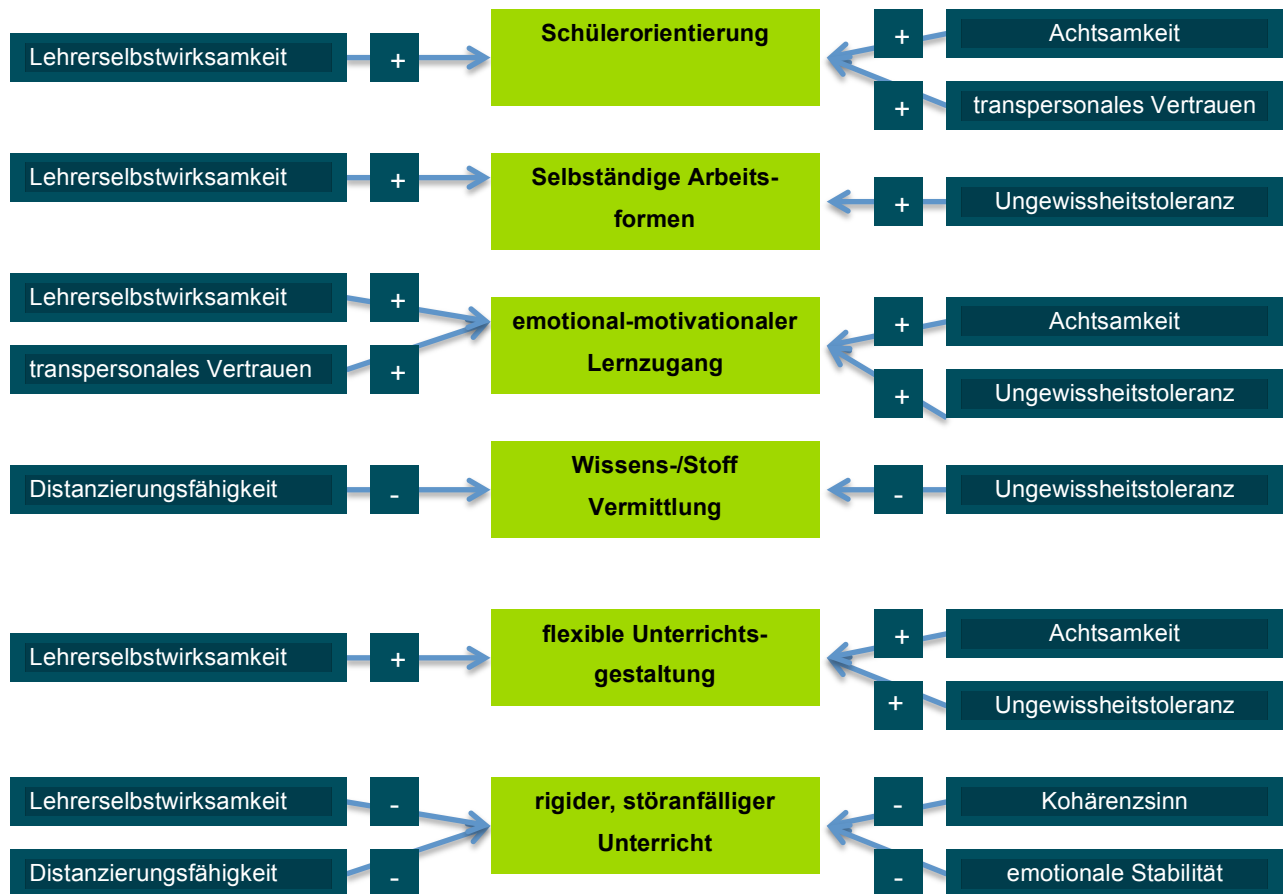 Lehrerselbstwirksamkeit
+
Schülerorientierung
+
Achtsamkeit
+
transpersonales Vertrauen
Lehrerselbstwirksamkeit
+
Selbständige Arbeits-
formen
+
Ungewissheitstoleranz
Lehrerselbstwirksamkeit
+
transpersonales Vertrauen
+
emotional-motivationaler
Lernzugang
+
Achtsamkeit
+
Ungewissheitstoleranz
Distanzierungsfähigkeit
-
Wissens-/Stoff
Vermittlung
-
Ungewissheitstoleranz
Lehrerselbstwirksamkeit
+
flexible Unterrichts-
gestaltung
+
Achtsamkeit
+
Ungewissheitstoleranz
Lehrerselbstwirksamkeit
-
Distanzierungsfähigkeit
-
rigider, störanfälliger
Unterricht
-
Kohärenzsinn
-
emotionale Stabilität